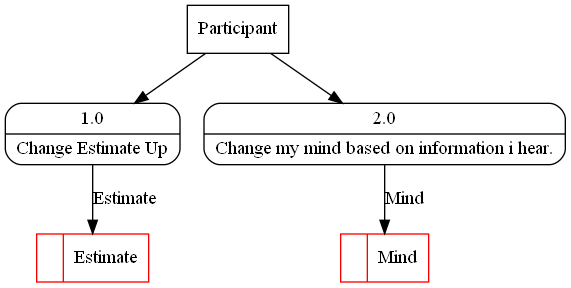 Participant
1.0
2.0
Change Estimate Up
Change my mind based on information i hear.
Estimate
Mind
Estimate
Mind